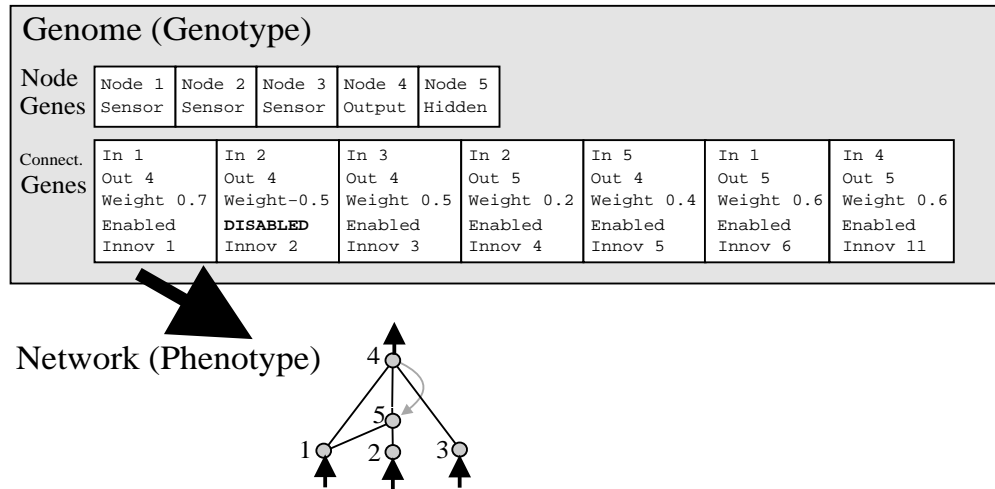 Genome (Genotype)
Node Genes
Node 1 Node 2 Node 3 Node 4 Node 5
Sensor Sensor Sensor Output Hidden
Connect. Genes
In 1 In 2 In 3 In 2 In 5 In 1 In 4
Out 4 Out 4 Out 4 Out 5 Out 4 Out 5 Out 5
Weight 0.7 Weight-0.5 Weight 0.5 Weight 0.2 Weight 0.4 Weight 0.6 Weight 0.6
Enabled DISABLED Enabled Enabled Enabled Enabled Enabled
Innov 1 Innov 2 Innov 3 Innov 4 Innov 5 Innov 6 Innov 11
Network (Phenotype)
4
5
1 2 3